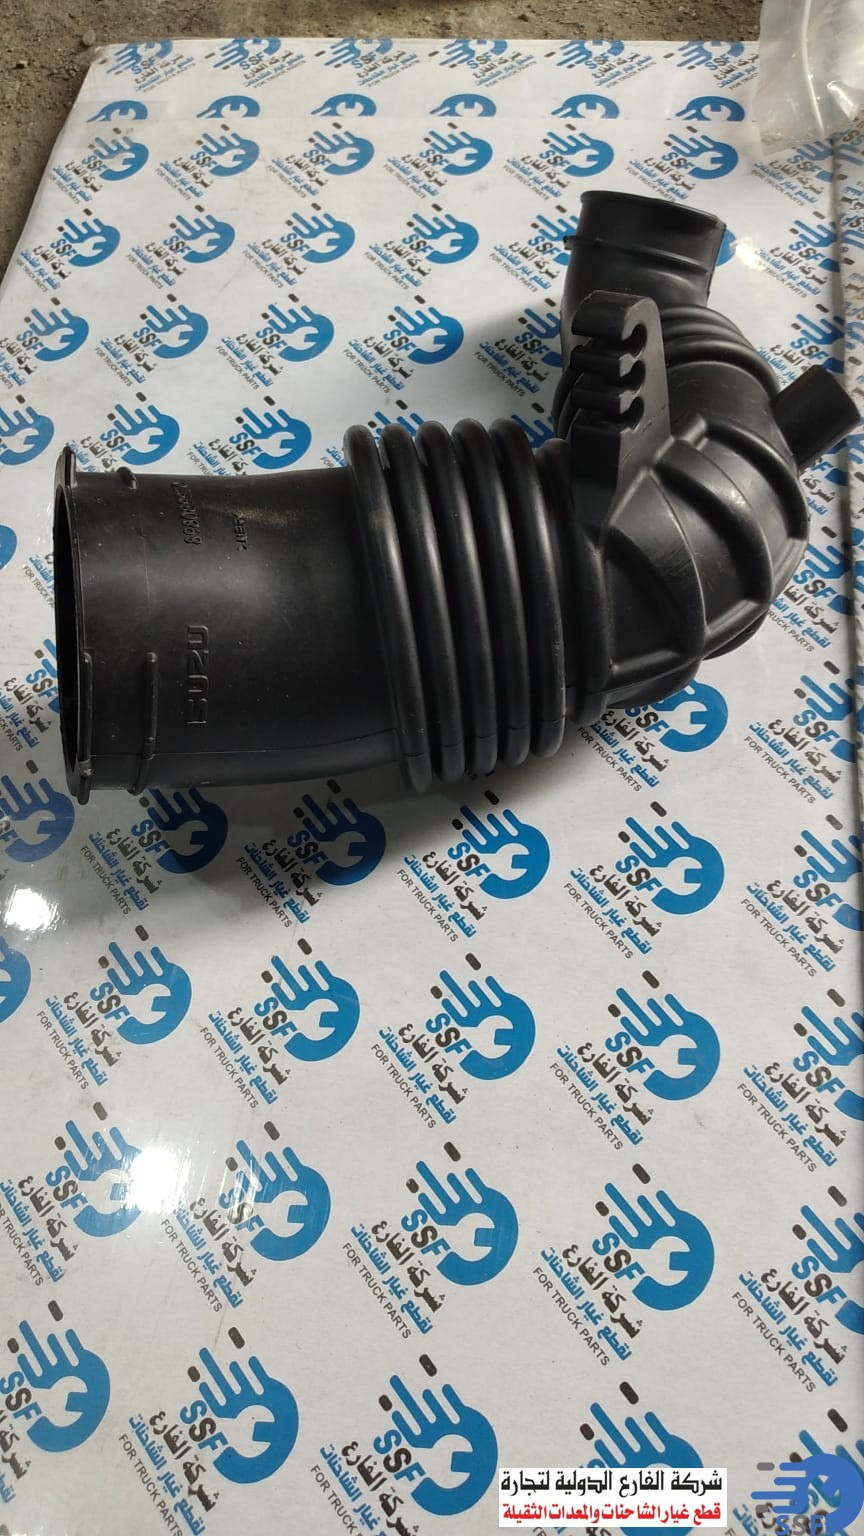 SSF
شركة الفارع
لقطع غيار الشاحنات
FOR TRUCK PARTS
ISUZU
شركة الفارع الدولية لتجارة
قطع غيار الشاحنات والمعدات الثقيلة
SSF